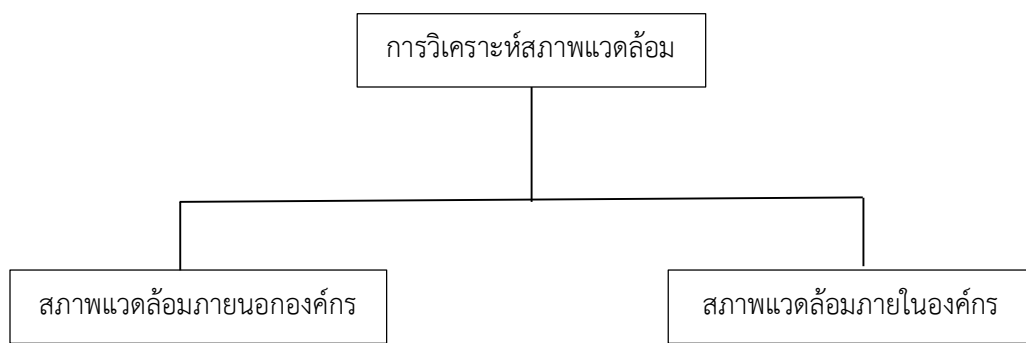 การวิเคราะห์สภาพแวดล้อม
สภาพแวดล้อมภายนอกองค์กร
สภาพแวดล้อมภายในองค์กร